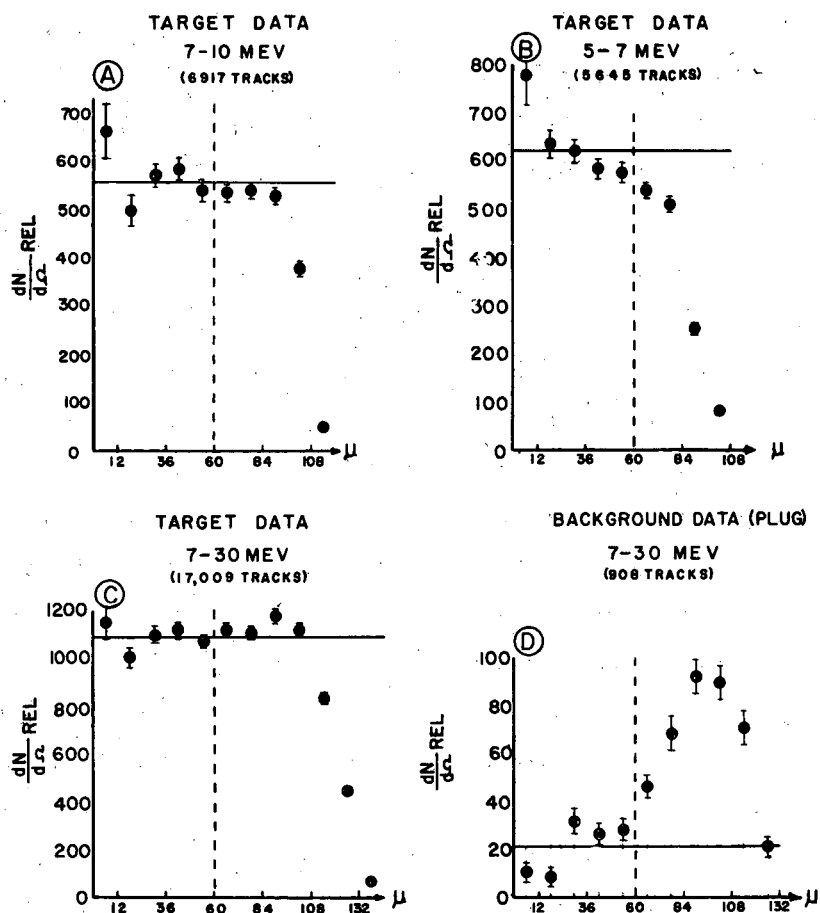 TARGET DATA
7-10 MEV
(6917 TRACKS)
A
700
600
500
400
300
200
100
0
dN
dΩ
REL
12 36 60 84 108 μ
TARGET DATA
5-7 MEV
(5645 TRACKS)
B
800
700
600
500
400
300
200
100
0
dN
dΩ
REL
12 36 60 84 108 μ
TARGET DATA
7-30 MEV
(17,009 TRACKS)
C
1200
1000
800
600
400
200
0
dN
dΩ
REL
12 36 60 84 108 132 μ
BACKGROUND DATA (PLUG)
7-30 MEV
(908 TRACKS)
D
100
80
60
40
20
0
dN
dΩ
REL
12 36 60 84 108 132 μ